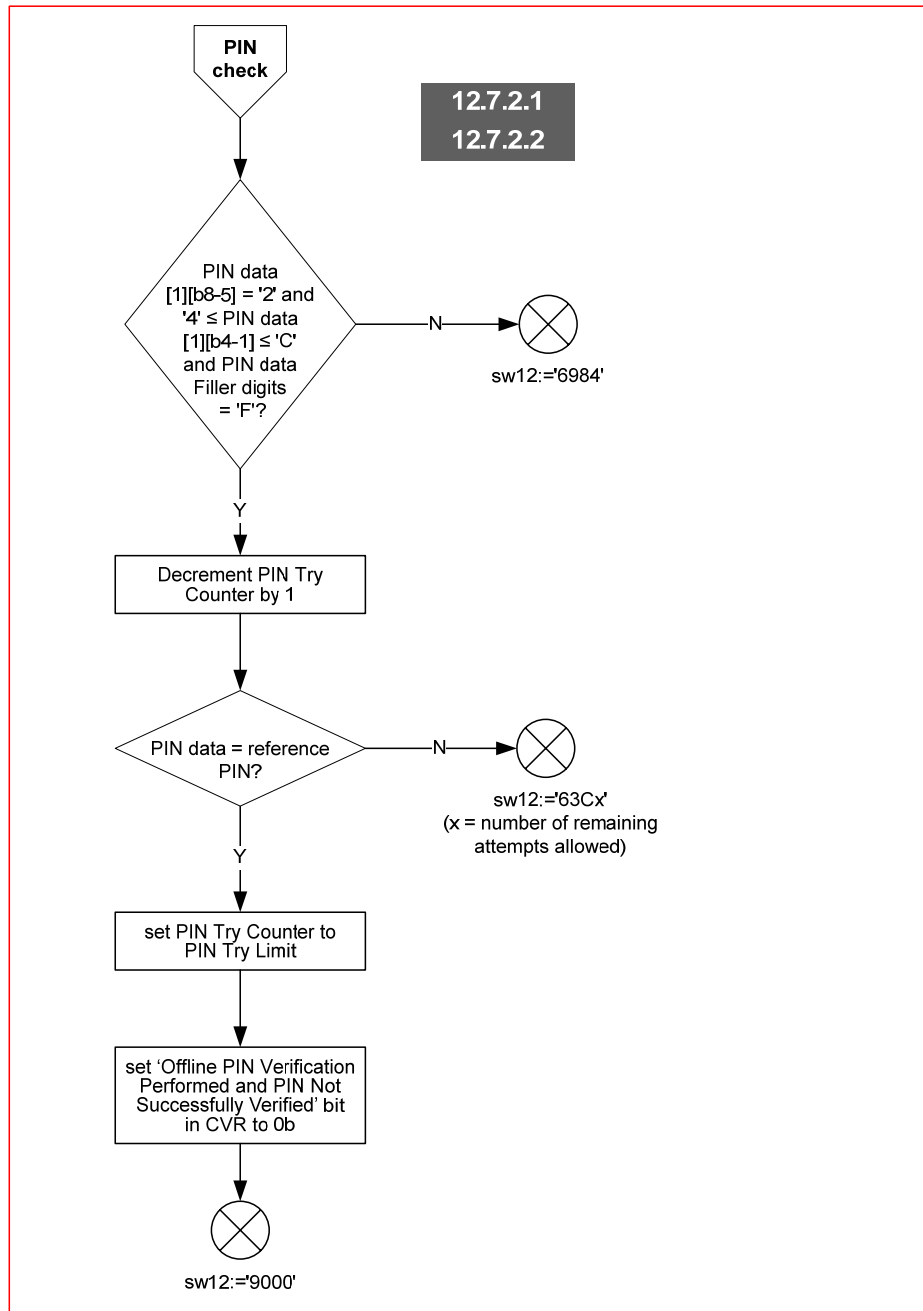 PIN
check
12.7.2.1
12.7.2.2
PIN data
[1][b8-5] = '2' and
'4' ≤ PIN data
[1][b4-1] ≤ 'C'
and PIN data
Filler digits
= 'F'?
N
sw12:='6984'
Y
Decrement PIN Try
Counter by 1
PIN data = reference
PIN?
N
sw12:='63Cx'
(x = number of remaining
attempts allowed)
Y
set PIN Try Counter to
PIN Try Limit
set ‘Offline PIN Verification
Performed and PIN Not
Successfully Verified’ bit
in CVR to 0b
sw12:='9000'